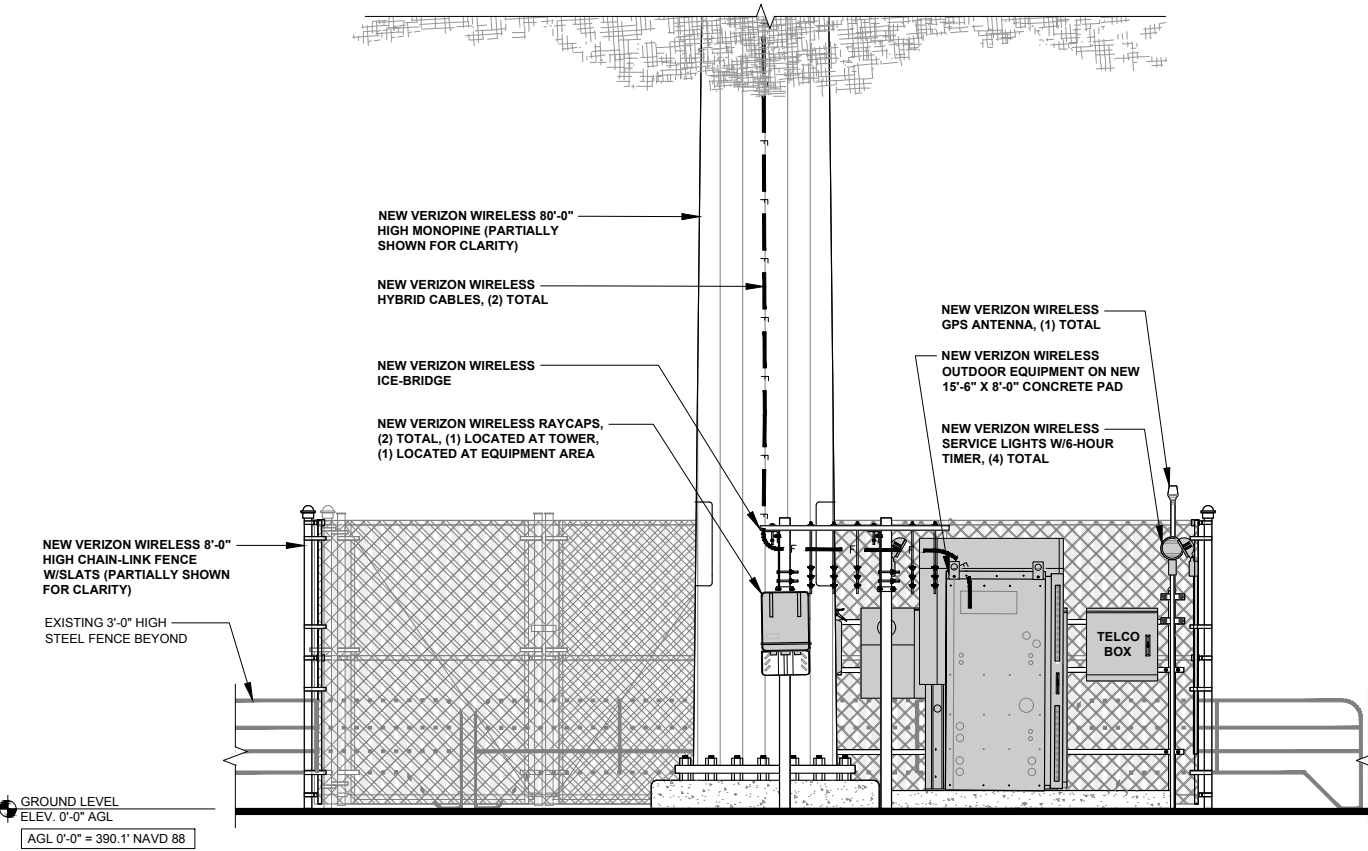 NEW VERIZON WIRELESS 80'-0"
HIGH MONOPINE (PARTIALLY
SHOWN FOR CLARITY)
NEW VERIZON WIRELESS
HYBRID CABLES, (2) TOTAL
NEW VERIZON WIRELESS
ICE-BRIDGE
NEW VERIZON WIRELESS RAYCAPS,
(2) TOTAL, (1) LOCATED AT TOWER,
(1) LOCATED AT EQUIPMENT AREA
NEW VERIZON WIRELESS
GPS ANTENNA, (1) TOTAL
NEW VERIZON WIRELESS
OUTDOOR EQUIPMENT ON NEW
15'-6" X 8'-0" CONCRETE PAD
NEW VERIZON WIRELESS
SERVICE LIGHTS W/6-HOUR
TIMER, (4) TOTAL
NEW VERIZON WIRELESS 8'-0"
HIGH CHAIN-LINK FENCE
W/SLATS (PARTIALLY SHOWN
FOR CLARITY)
EXISTING 3'-0" HIGH
STEEL FENCE BEYOND
F F F
TELCO
BOX
GROUND LEVEL
ELEV. 0'-0" AGL
AGL 0'-0" = 390.1' NAVD 88